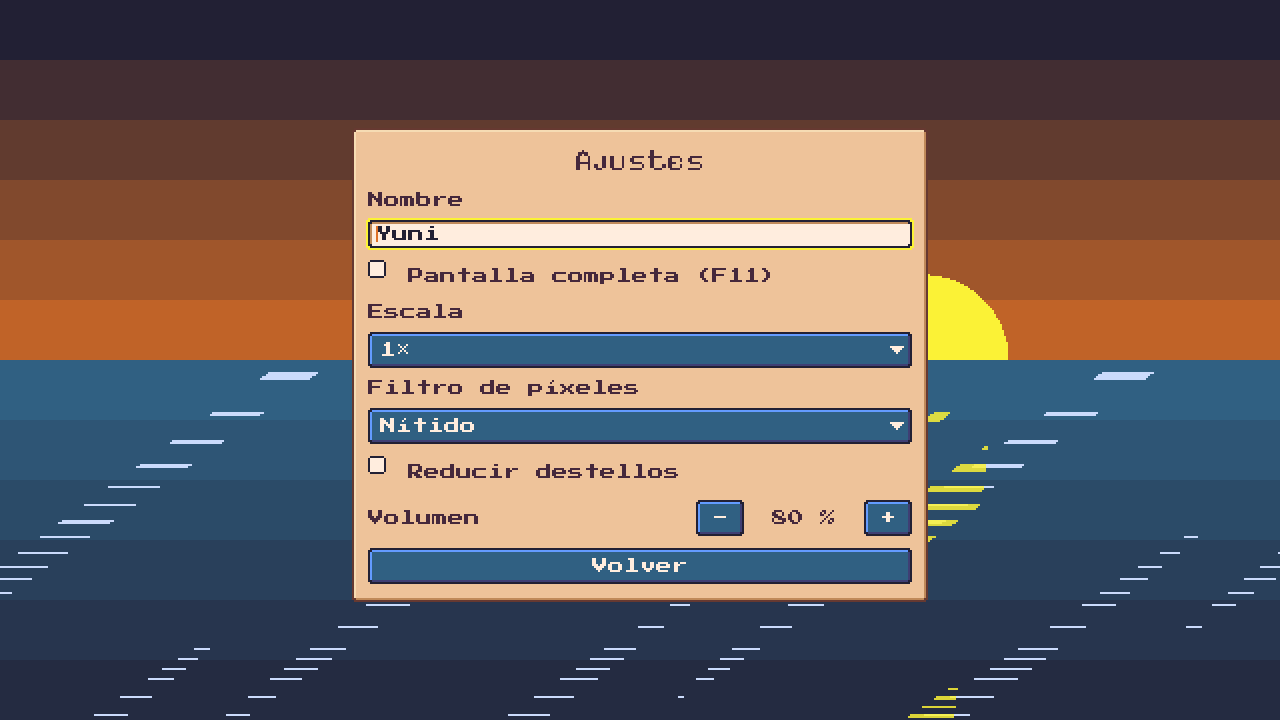 Ajustes
Nombre
Yuni
Pantalla completa (F11)
Escala
1×
Filtro de píxeles
Nítido
Reducir destellos
Volumen - 80 % +
Volver